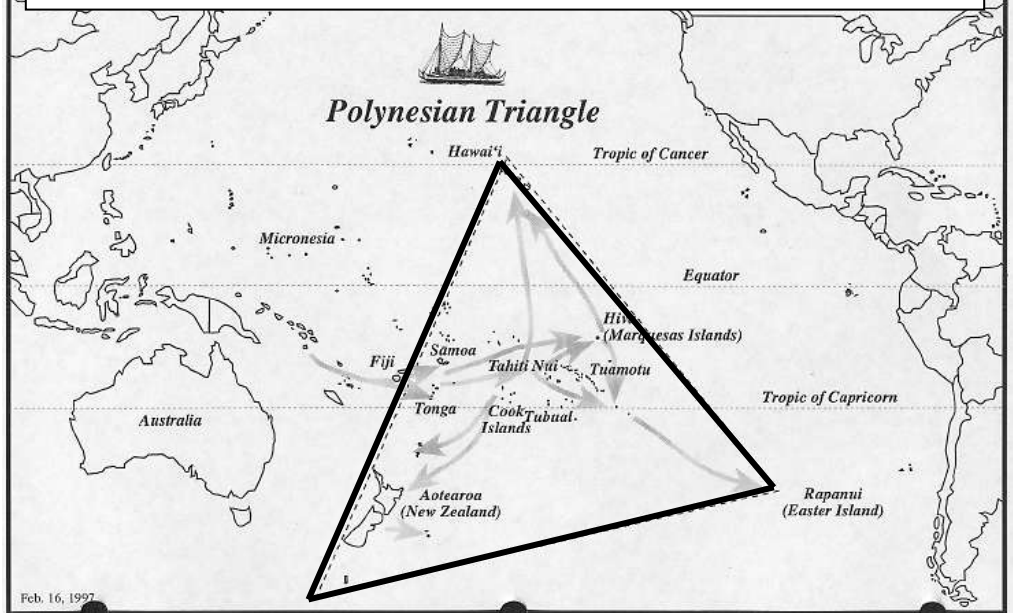 Polynesian Triangle
Hawai'i
Tropic of Cancer
Micronesia
Equator
(Marquesas Islands)
Samoa
Fiji
Tahiti Nui
Tuamotu
Tonga
Cook
Islands
Tubuai
Tropic of Capricorn
Australia
Aotearoa
(New Zealand)
Rapanui
(Easter Island)
Feb. 16, 1997